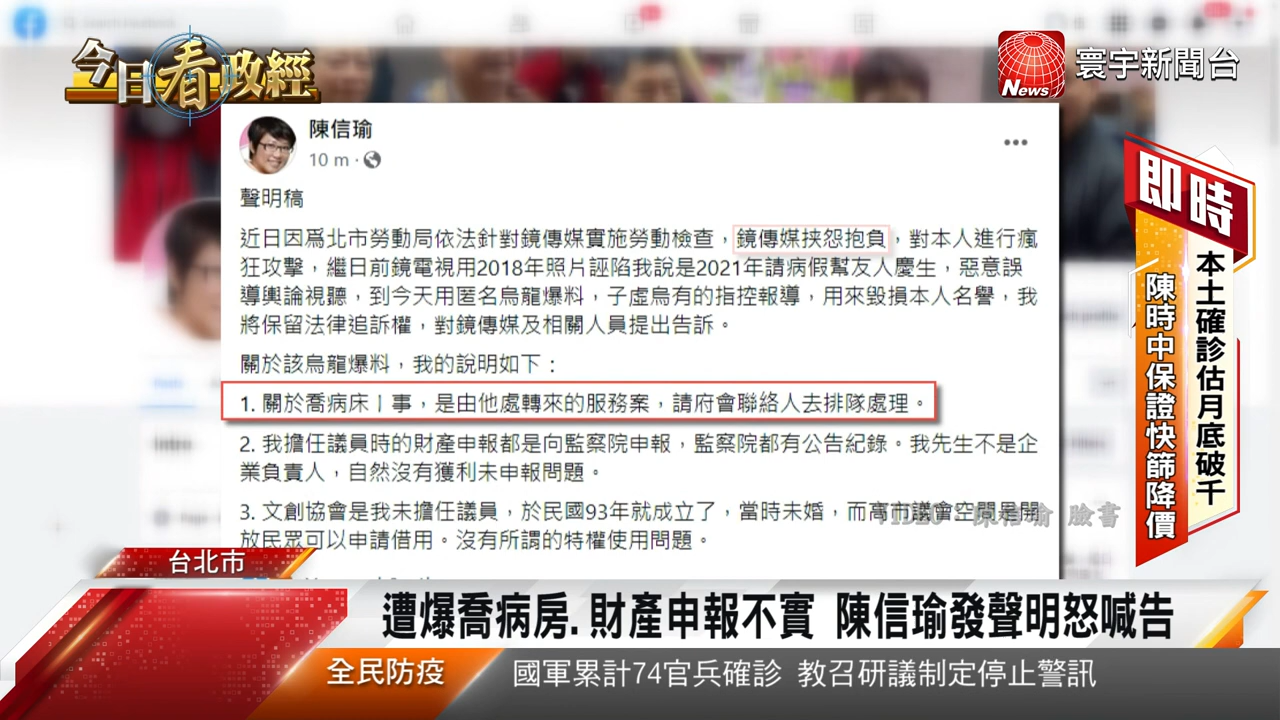 今日看政經
News 寰宇新聞台
陳信瑜
10 m
聲明稿
近日因爲北市勞動局依法針對鏡傳媒實施勞動檢查，鏡傳媒挾怨抱負，對本人進行瘋
狂攻擊，繼日前鏡電視用2018年照片誣陷我說是2021年請病假幫友人慶生，惡意誤
導輿論視聽，到今天用匿名烏龍爆料，子虛烏有的指控報導，用來毀損本人名譽，我
將保留法律追訴權，對鏡傳媒及相關人員提出告訴。
關於該烏龍爆料，我的說明如下：
1. 關於喬病床ㄧ事，是由他處轉來的服務案，請府會聯絡人去排隊處理。
2. 我擔任議員時的財產申報都是向監察院申報，監察院都有公告紀錄。我先生不是企
業負責人，自然沒有獲利未申報問題。
3. 文創協會是我未擔任議員，於民國93年就成立了，當時未婚，而高市議會空間是開
放民眾可以申請借用。沒有所謂的特權使用問題。
陳信瑜 臉書
即時
本土確診估月底破千
陳時中保證快篩降價
台北市
遭爆喬病房.財產申報不實 陳信瑜發聲明怒喊告
全民防疫
國軍累計74官兵確診 教召研議制定停止警訊